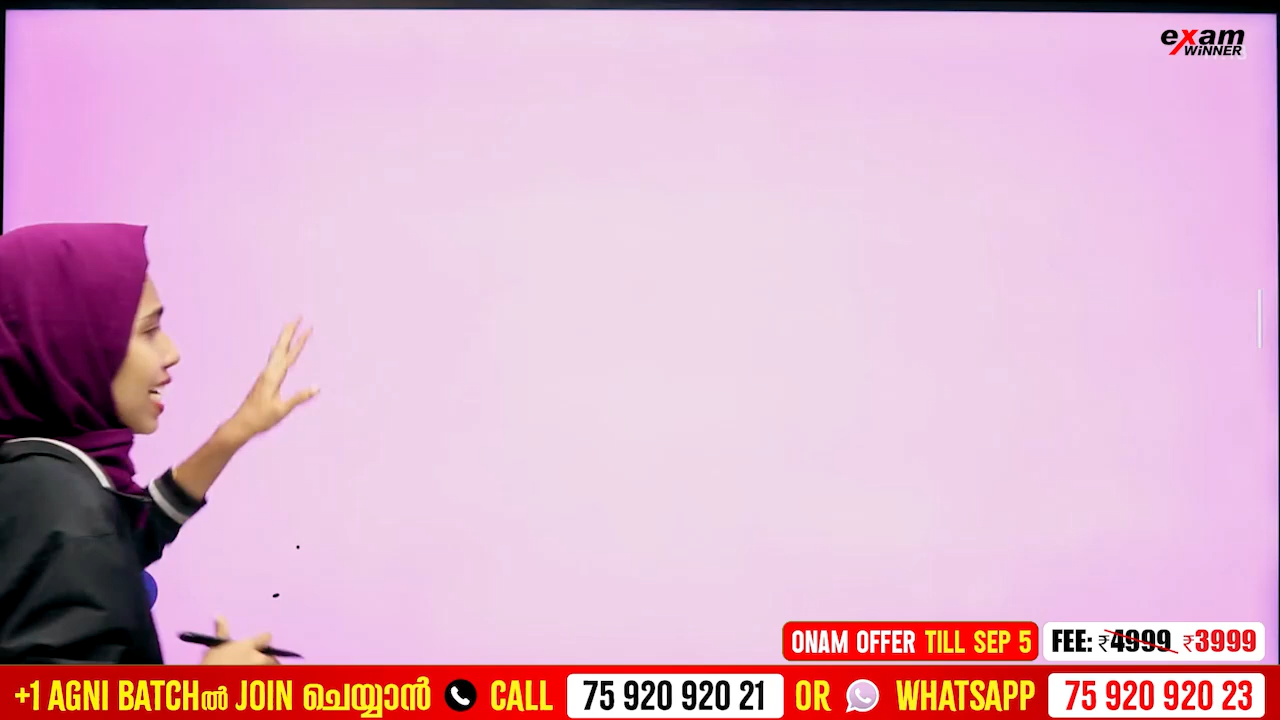 exam
WiNNER
ONAM OFFER TILL SEP 5
FEE: ₹4999 ₹3999
+1 AGNI BATCHൽ JOIN ചെയ്യാൻ CALL 75 920 920 21 OR WHATSAPP 75 920 920 23